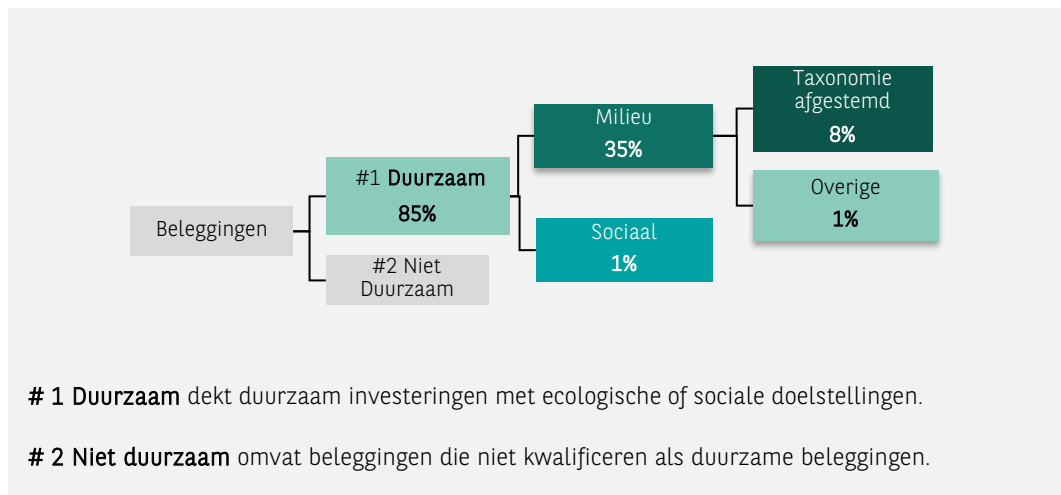 Beleggingen
#1 Duurzaam
85%
#2 Niet
Duurzaam
Milieu
35%
Sociaal
1%
Taxonomie
afgestemd
8%
Overige
1%
# 1 Duurzaam dekt duurzaam investeringen met ecologische of sociale doelstellingen.
# 2 Niet duurzaam omvat beleggingen die niet kwalificeren als duurzame beleggingen.